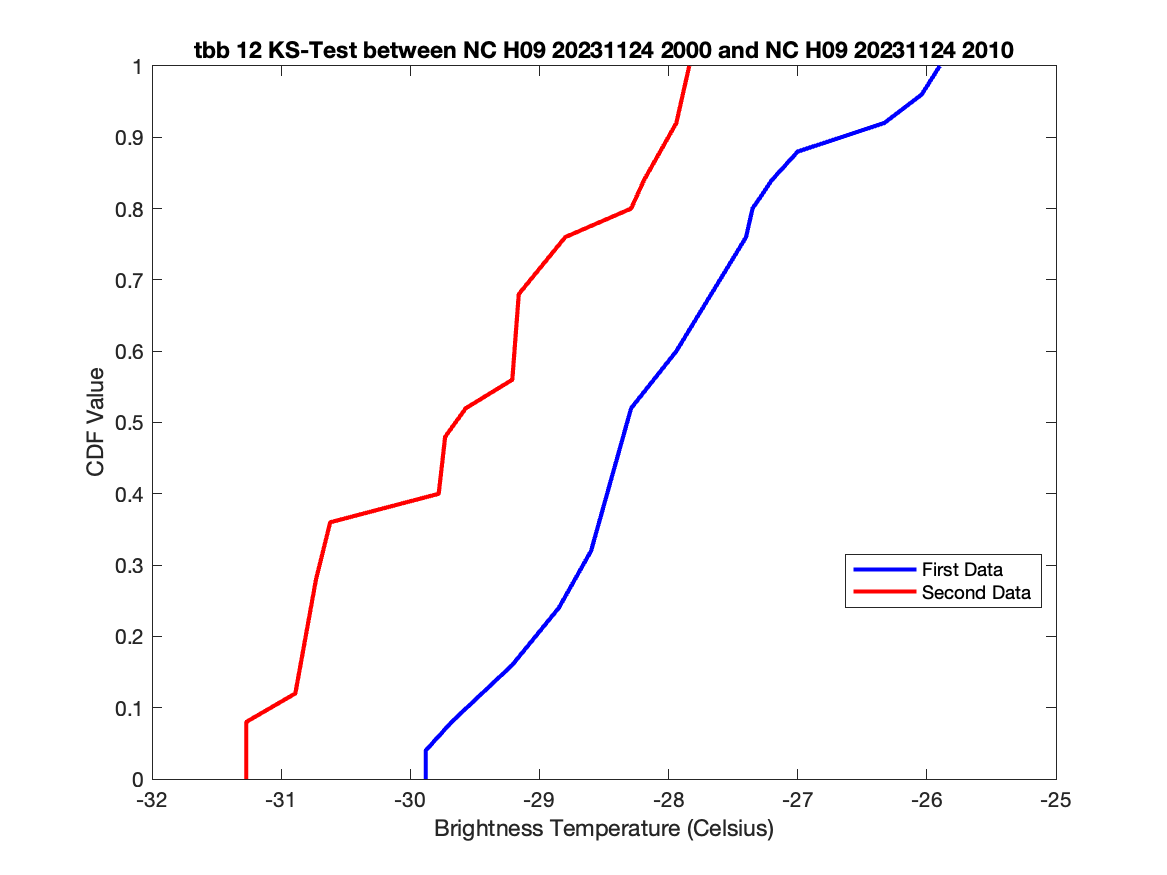 tbb 12 KS-Test between NC H09 20231124 2000 and NC H09 20231124 2010
1
0.9
0.8
0.7
0.6
0.5
0.4
0.3
0.2
0.1
0
CDF Value
First Data
Second Data
-32 -31 -30 -29 -28 -27 -26 -25
Brightness Temperature (Celsius)